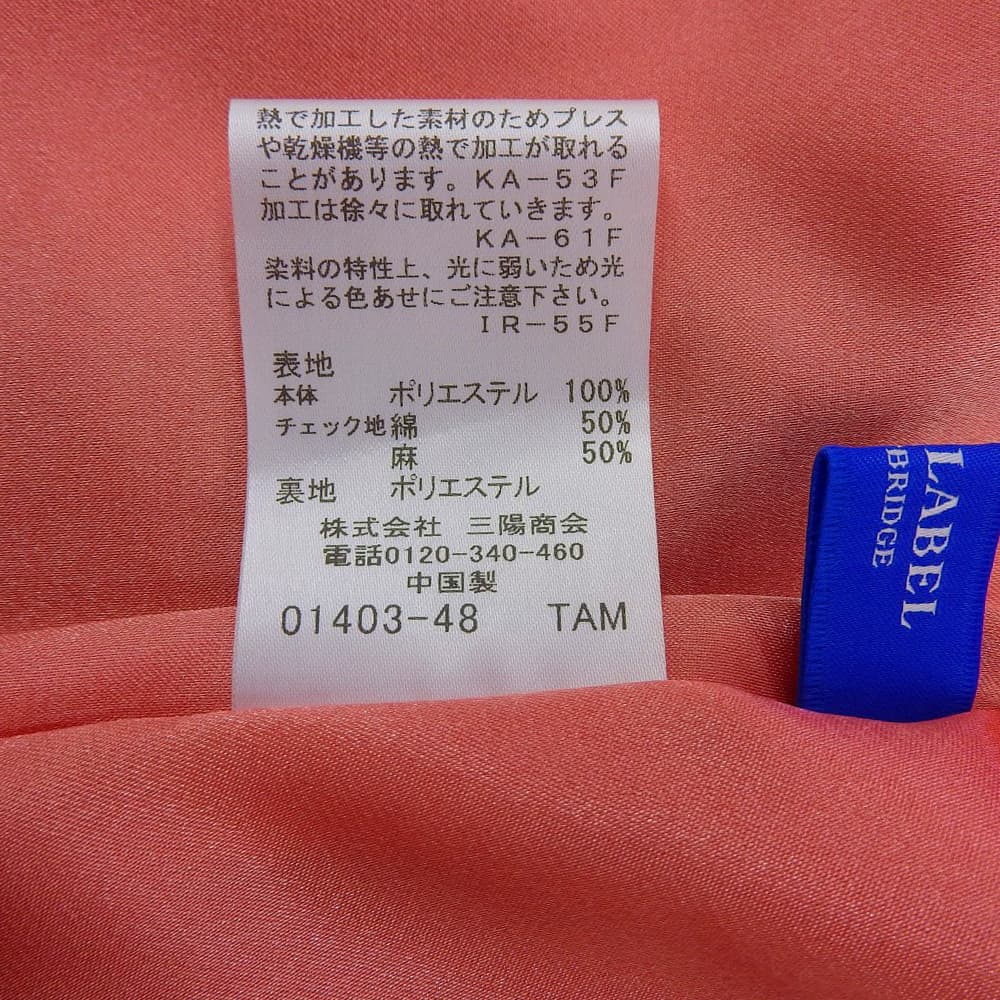 熱で加工した素材のためプレス
や乾燥機等の熱で加工が取れる
ことがあります。KA-53F
加工は徐々に取れていきます。
KA-61F
染料の特性上、光に弱いため光
による色あせにご注意下さい。
IR-55F
表地
本体 ポリエステル 100%
チェック地 綿 50%
麻 50%
裏地 ポリエステル
株式会社 三陽商会
電話0120-340-460
中国製
01403-48 TAM
LABEL
BRIDGE